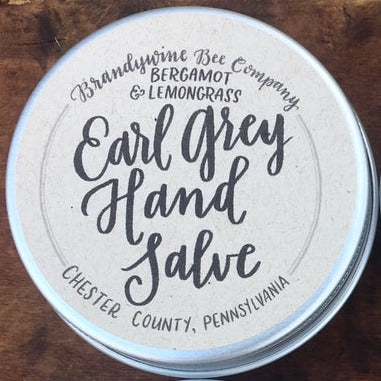 Brandywine Bee Company
BERGAMOT
& LEMONGRASS
Earl Grey
Hand
Salve
CHESTER COUNTY, PENNSYLVANIA